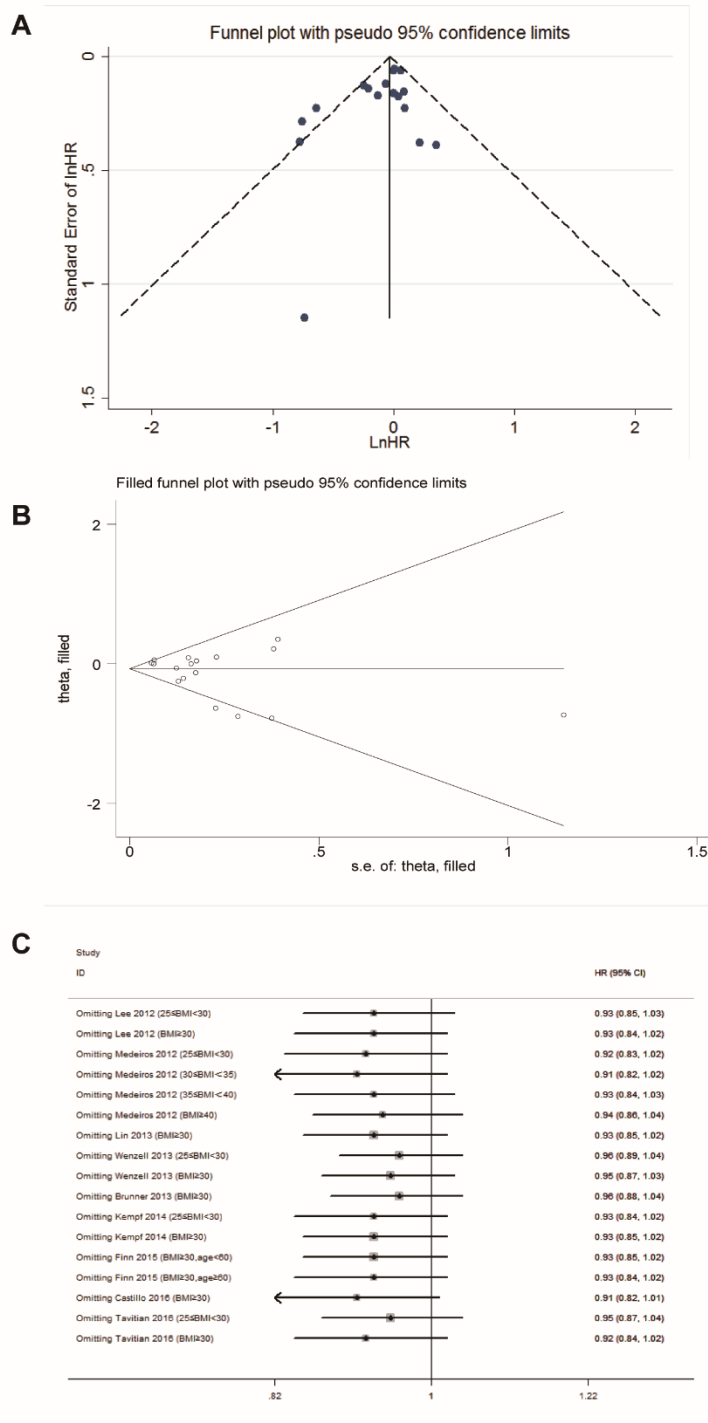 A
Funnel plot with pseudo 95% confidence limits
Standard Error of lnHR
0
.5
1
1.5
-2
-1
0
1
2
LnHR
B
Filled funnel plot with pseudo 95% confidence limits
theta, filled
2
0
-2
0
.5
1
1.5
s.e. of: theta, filled
C
Study
ID HR (95% CI)
Omitting Lee 2012 (25≤BMI<30) 0.93 (0.85, 1.03)
Omitting Lee 2012 (BMI≥30) 0.93 (0.84, 1.02)
Omitting Medeiros 2012 (25≤BMI<30) 0.92 (0.83, 1.02)
Omitting Medeiros 2012 (30≤BMI<35) 0.91 (0.82, 1.02)
Omitting Medeiros 2012 (35≤BMI<40) 0.93 (0.84, 1.03)
Omitting Medeiros 2012 (BMI≥40) 0.94 (0.86, 1.04)
Omitting Lin 2013 (BMI≥30) 0.93 (0.85, 1.02)
Omitting Wenzell 2013 (25≤BMI<30) 0.96 (0.89, 1.04)
Omitting Wenzell 2013 (BMI≥30) 0.95 (0.87, 1.03)
Omitting Brunner 2013 (BMI≥30) 0.96 (0.88, 1.04)
Omitting Kempf 2014 (25≤BMI<30) 0.93 (0.84, 1.02)
Omitting Kempf 2014 (BMI≥30) 0.93 (0.85, 1.02)
Omitting Finn 2015 (BMI≥30,age<60) 0.93 (0.85, 1.02)
Omitting Finn 2015 (BMI≥30,age≥60) 0.93 (0.84, 1.02)
Omitting Castillo 2016 (BMI≥30) 0.91 (0.82, 1.01)
Omitting Tavitian 2016 (25≤BMI<30) 0.95 (0.87, 1.04)
Omitting Tavitian 2016 (BMI≥30) 0.92 (0.84, 1.02)
.82 1 1.22